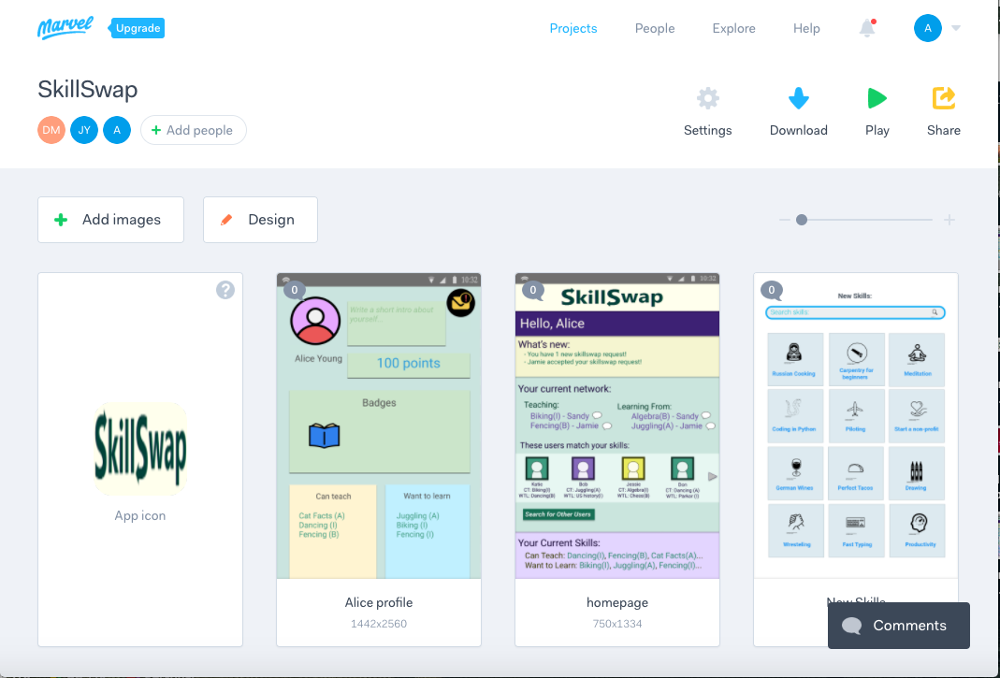 Marvel
Upgrade
Projects
People
Explore
Help
A
SkillSwap
DM
JY
A
Add people
Settings
Download
Play
Share
Add images
Design
?
SkillSwap
App icon
0
10:32
Write a short intro about
yourself...
Alice Young
100 points
Badges
Can teach
Cat Facts (A)
Dancing (I)
Fencing (B)
Want to learn
Juggling (A)
Biking (I)
Fencing (I)
Alice profile
1442x2560
0
10:32
SkillSwap
Hello, Alice
What's new:
- You have 1 new skillswap request!
- Jamie accepted your skillswap request!
Your current network:
Teaching:
Biking(I) - Sandy
Fencing(B) - Jamie
Learning From:
Algebra(B) - Sandy
Juggling(A) - Jamie
These users match your skills:
Katie
CT: Biking(I)
WTL: Dancing(B)
Bob
CT: Juggling(A)
WTL: US history(I)
Jessie
CT: Algebra(I)
WTL: Chess(B)
Dan
CT: Dancing (A)
WTL: Parkor (I)
Search for Other Users
Your Current Skills:
Can Teach: Dancing(I), Fencing(B), Cat Facts(A)...
Want to Learn: Biking(I), Juggling(A), Fencing(I)...
homepage
750x1334
0
New Skills:
Search skills
Russian Cooking
Carpentry for
beginners
Meditation
Coding in Python
Piloting
Start a non-profit
German Wines
Perfect Tacos
Drawing
Wrestling
Fast Typing
Productivity
New Skills
Comments